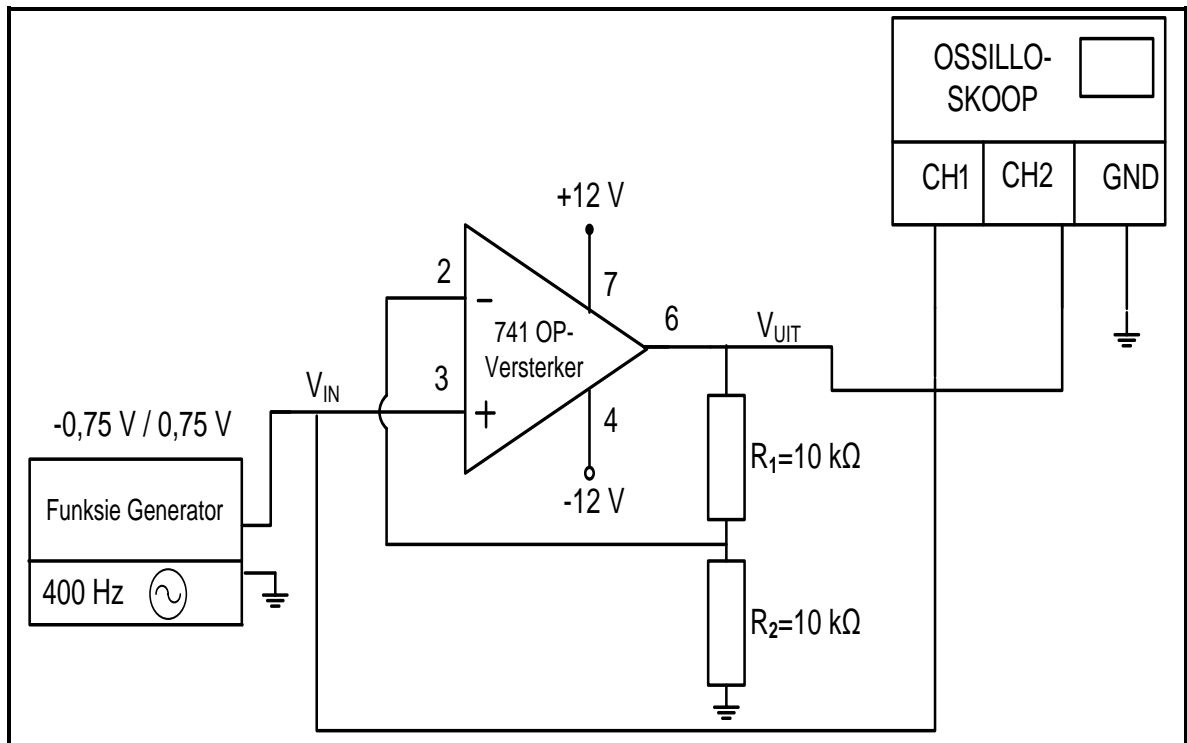 OSSILLO-
SKOOP
CH1
CH2
GND
+12 V
2
7
-
741 OP-
Versterker
6
VUIT
3
VIN
+
4
-0,75 V / 0,75 V
R1=10 kΩ
-12 V
Funksie Generator
400 Hz
R2=10 kΩ